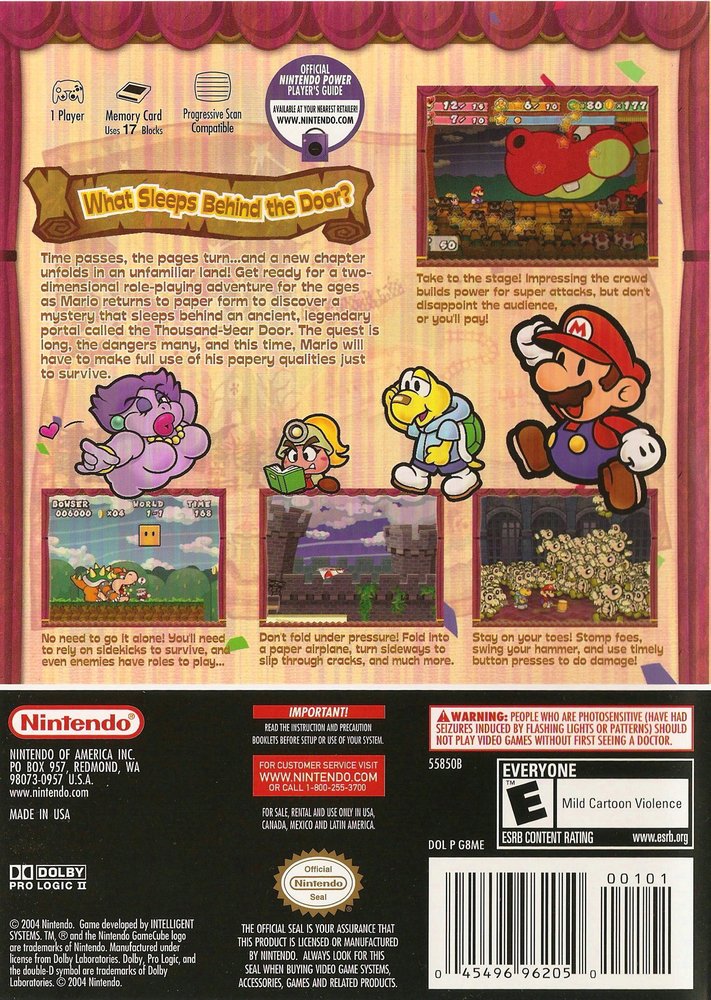 1 Player
Memory Card
Uses 17 Blocks
Progressive Scan
Compatible
OFFICIAL
NINTENDO POWER
PLAYER'S GUIDE
AVAILABLE AT YOUR NEAREST RETAILER!
WWW.NINTENDO.COM
What Sleeps Behind the Door?
Time passes, the pages turn...and a new chapter
unfolds in an unfamiliar land! Get ready for a two-
dimensional role-playing adventure for the ages
as Mario returns to paper form to discover a
mystery that sleeps behind an ancient, legendary
portal called the Thousand-Year Door. The quest is
long, the dangers many, and this time, Mario will
have to make full use of his papery qualities just
to survive.
60
Take to the stage! Impressing the crowd
builds power for super attacks, but don't
disappoint the audience,
or you'll pay!
M
BOWSER
WORLD
TIME
006000
×04
1-1
168
No need to go it alone! You'll need
to rely on sidekicks to survive, and
even enemies have roles to play...
Don't fold under pressure! Fold into
a paper airplane, turn sideways to
slip through cracks, and much more.
Stay on your toes! Stomp foes,
swing your hammer, and use timely
button presses to do damage!
Nintendo®
NINTENDO OF AMERICA INC.
PO BOX 957, REDMOND, WA
98073-0957 U.S.A.
www.nintendo.com
MADE IN USA
DOLBY
PRO LOGIC II
© 2004 Nintendo. Game developed by INTELLIGENT
SYSTEMS. TM, ® and the Nintendo GameCube logo
are trademarks of Nintendo. Manufactured under
license from Dolby Laboratories. Dolby, Pro Logic, and
the double-D symbol are trademarks of Dolby
Laboratories. © 2004 Nintendo.
IMPORTANT!
READ THE INSTRUCTION AND PRECAUTION
BOOKLETS BEFORE SETUP OR USE OF YOUR SYSTEM.
FOR CUSTOMER SERVICE VISIT
WWW.NINTENDO.COM
OR CALL 1-800-255-3700
FOR SALE, RENTAL AND USE ONLY IN USA,
CANADA, MEXICO AND LATIN AMERICA.
Official
Nintendo
Seal
THE OFFICIAL SEAL IS YOUR ASSURANCE THAT
THIS PRODUCT IS LICENSED OR MANUFACTURED
BY NINTENDO. ALWAYS LOOK FOR THIS
SEAL WHEN BUYING VIDEO GAME SYSTEMS,
ACCESSORIES, GAMES AND RELATED PRODUCTS.
WARNING: PEOPLE WHO ARE PHOTOSENSITIVE (HAVE HAD
SEIZURES INDUCED BY FLASHING LIGHTS OR PATTERNS) SHOULD
NOT PLAY VIDEO GAMES WITHOUT FIRST SEEING A DOCTOR.
55850B
EVERYONE
E
Mild Cartoon Violence
ESRB CONTENT RATING
www.esrb.org
DOL P G8ME
00101
0 45496 96205 0